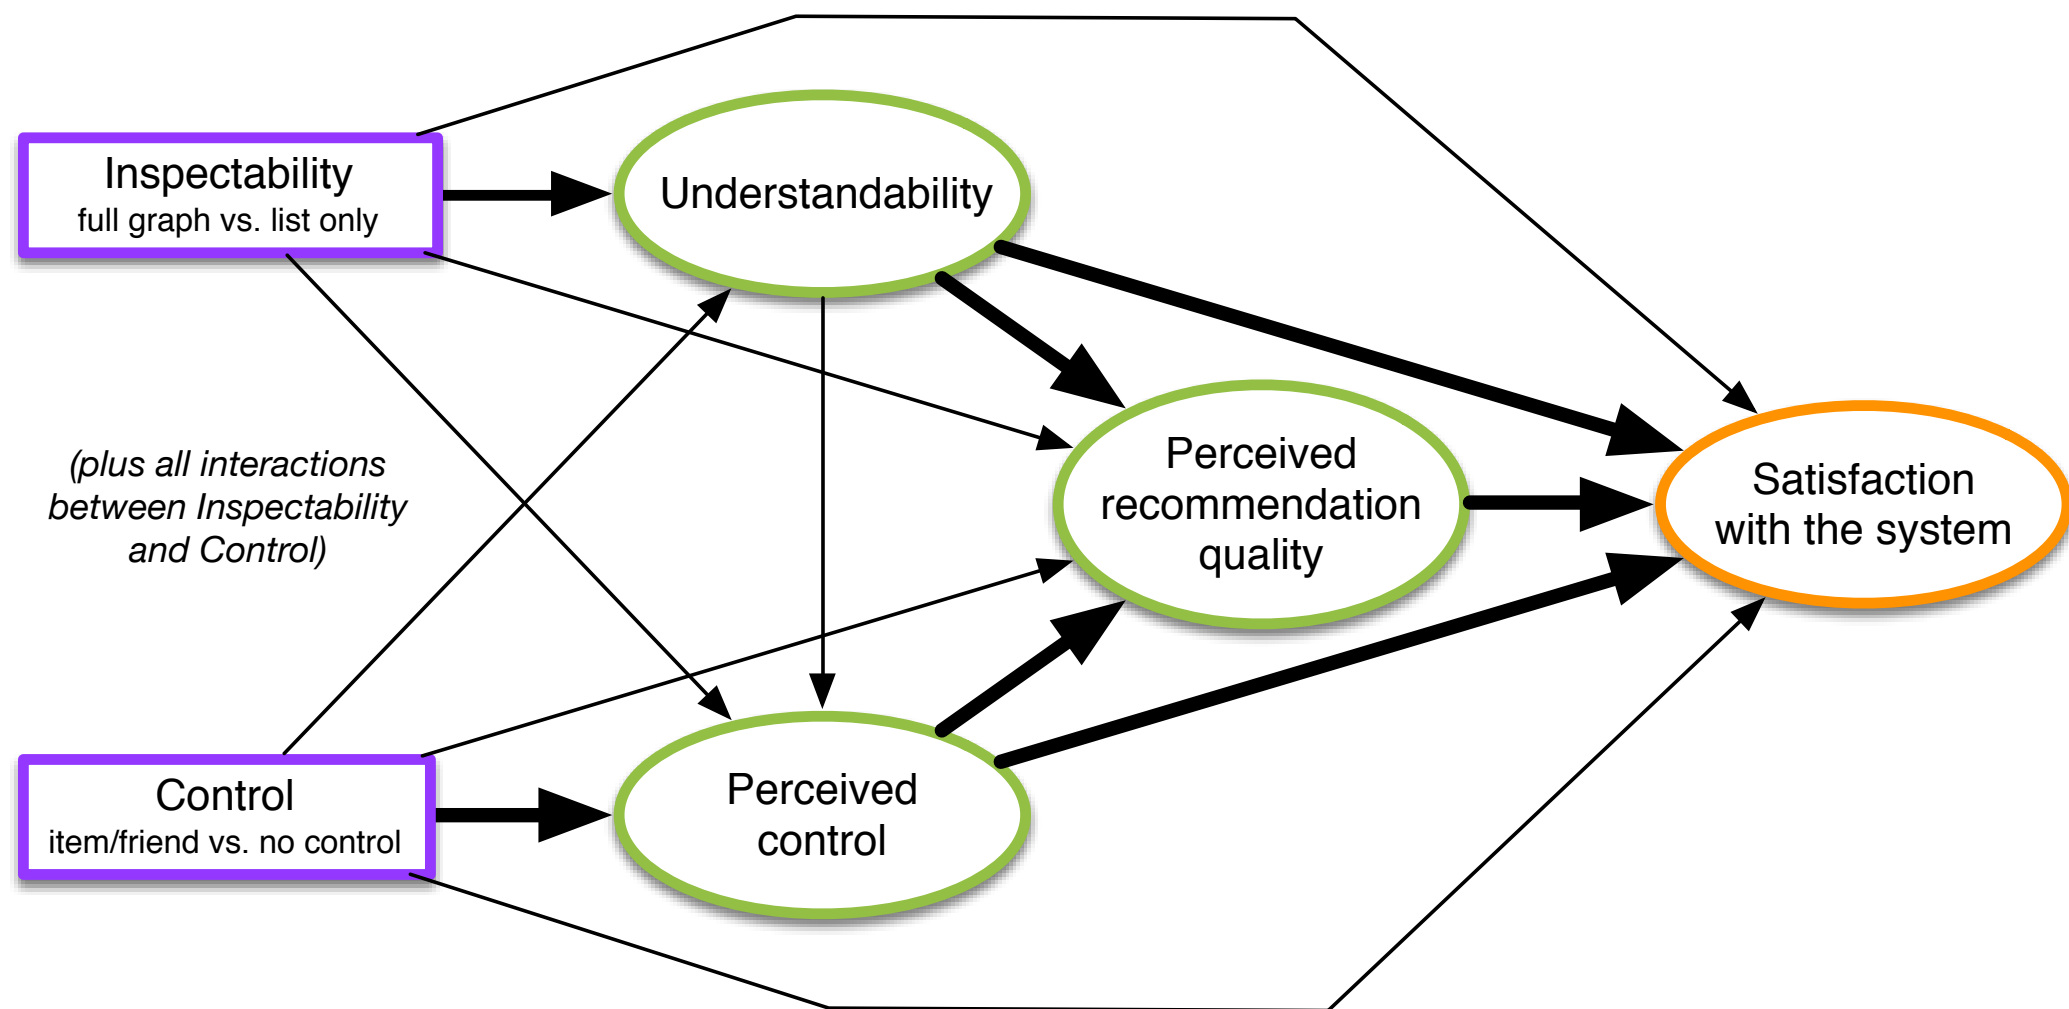 Inspectability
full graph vs. list only
Understandability
(plus all interactions
between Inspectability
and Control)
Perceived
recommendation
quality
Satisfaction
with the system
Control
item/friend vs. no control
Perceived
control